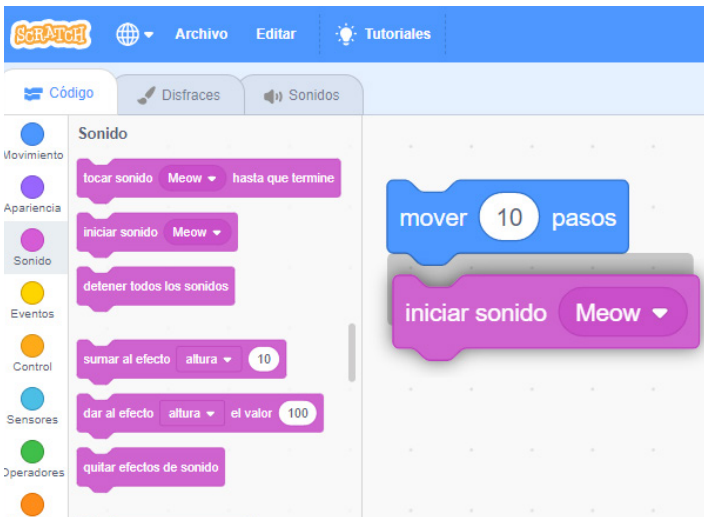 SCRATCH Archivo Editar Tutoriales
Código Disfraces Sonidos
Movimiento
Apariencia
Sonido
Eventos
Control
Sensores
Operadores
Sonido
tocar sonido Meow hasta que termine
iniciar sonido Meow
detener todos los sonidos
sumar al efecto altura 10
dar al efecto altura el valor 100
quitar efectos de sonido
mover 10 pasos
iniciar sonido Meow